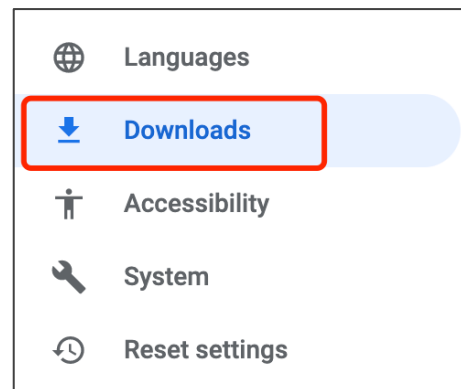 Languages
Downloads
Accessibility
System
Reset settings